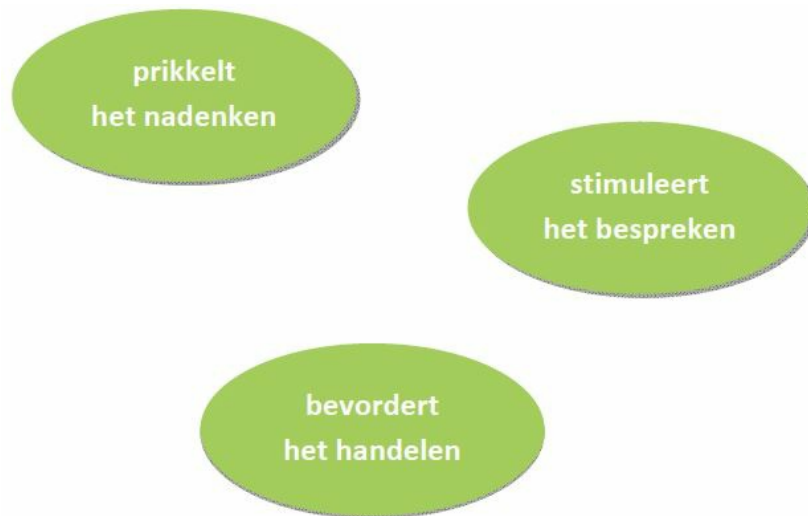 prikkelt
het nadenken
stimuleert
het bespreken
bevordert
het handelen